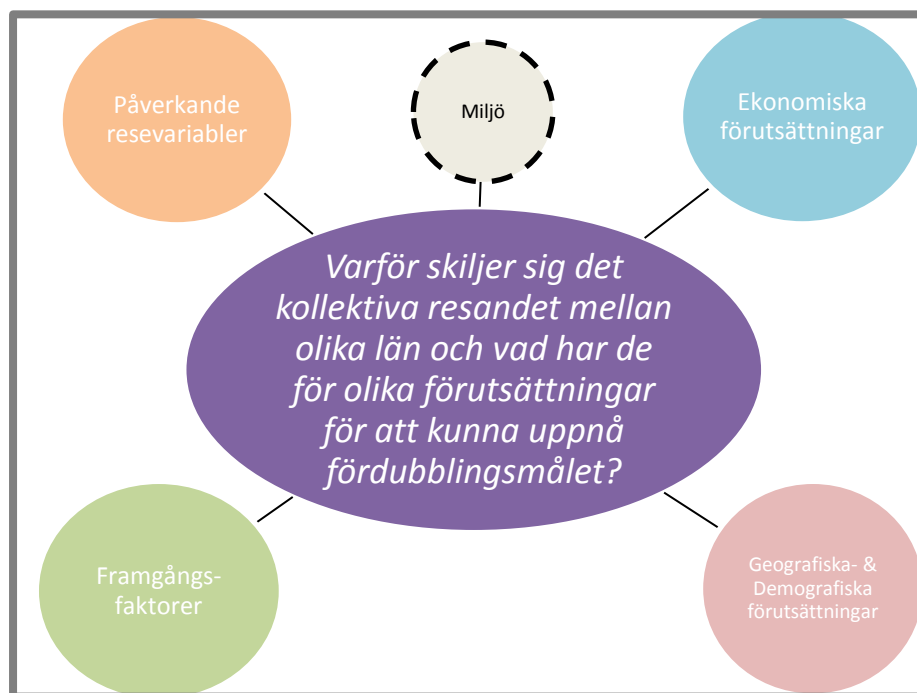 Påverkande
resevariabler
Miljö
Ekonomiska
förutsättningar
Varför skiljer sig det
kollektiva resandet mellan
olika län och vad har de
för olika förutsättningar
för att kunna uppnå
fördubblingsmålet?
Framgångs-
faktorer
Geografiska- &
Demografiska
förutsättningar